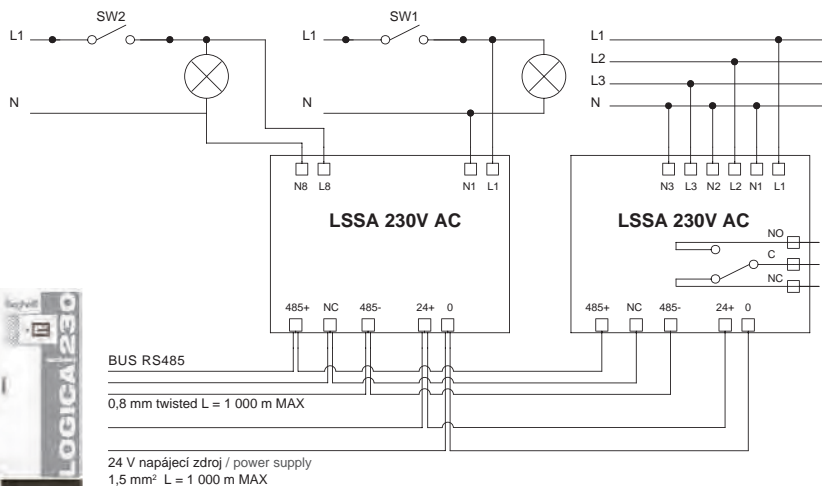 SW2
L1
N
SW1
L1
N
L1
L2
L3
N
N8 L8 N1 L1
LSSA 230V AC
485+ NC 485- 24+ 0
N3 L3 N2 L2 N1 L1
LSSA 230V AC
NO
C
NC
485+ NC 485- 24+ 0
BUS RS485
0,8 mm twisted L = 1 000 m MAX
24 V napájecí zdroj / power supply
1,5 mm² L = 1 000 m MAX
LOGICA 230